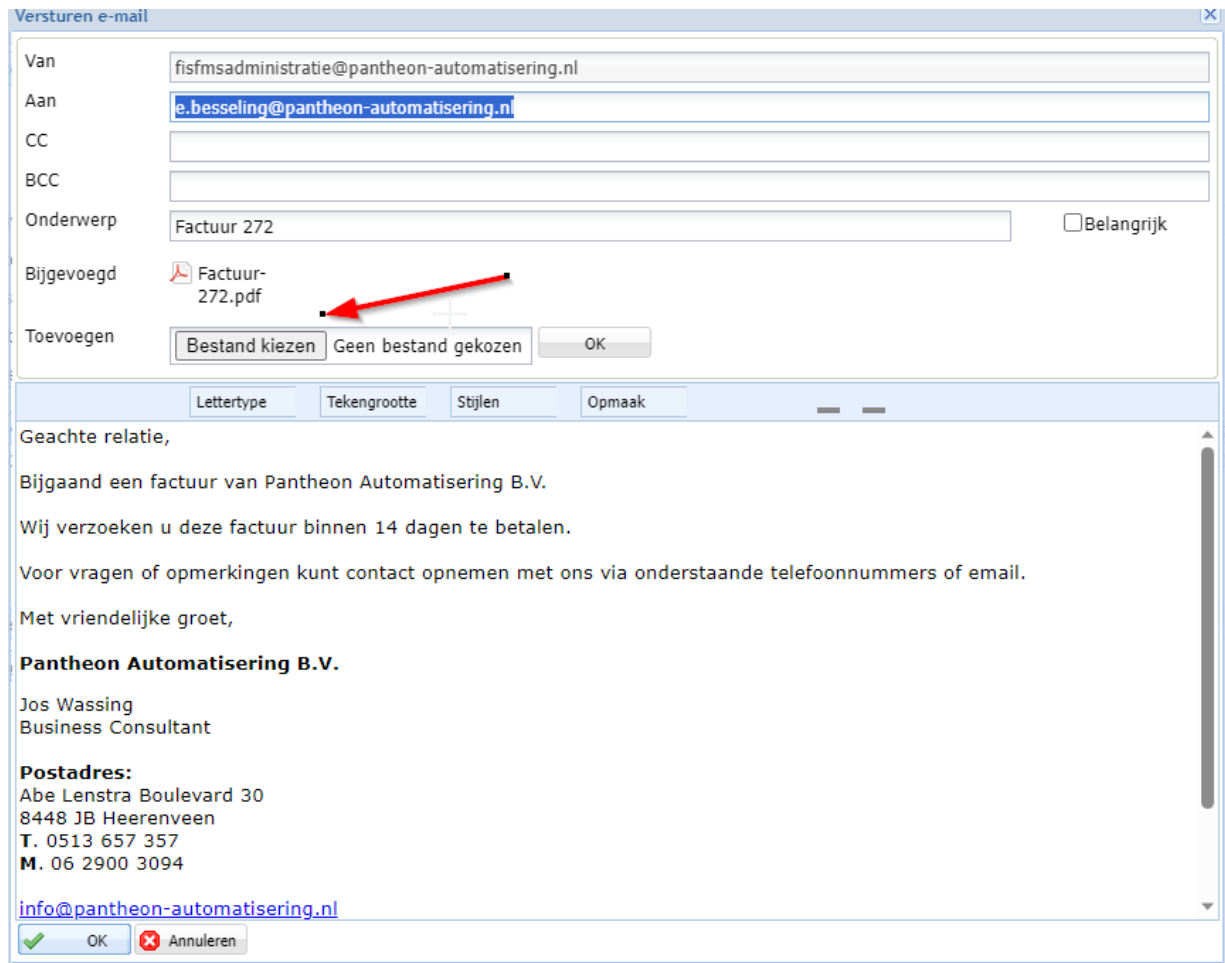 Versturen e-mail
Van
fisfmsadministratie@pantheon-automatisering.nl
Aan
e.besseling@pantheon-automatisering.nl
CC
BCC
Onderwerp
Factuur 272
Belangrijk
Bijgevoegd
Factuur-
272.pdf
Toevoegen
Bestand kiezen Geen bestand gekozen
OK
Lettertype Tekengrootte Stijlen Opmaak
Geachte relatie,
Bijgaand een factuur van Pantheon Automatisering B.V.
Wij verzoeken u deze factuur binnen 14 dagen te betalen.
Voor vragen of opmerkingen kunt contact opnemen met ons via onderstaande telefoonnummers of email.
Met vriendelijke groet,
Pantheon Automatisering B.V.
Jos Wassing
Business Consultant
Postadres:
Abe Lenstra Boulevard 30
8448 JB Heerenveen
T. 0513 657 357
M. 06 2900 3094
info@pantheon-automatisering.nl
OK Annuleren